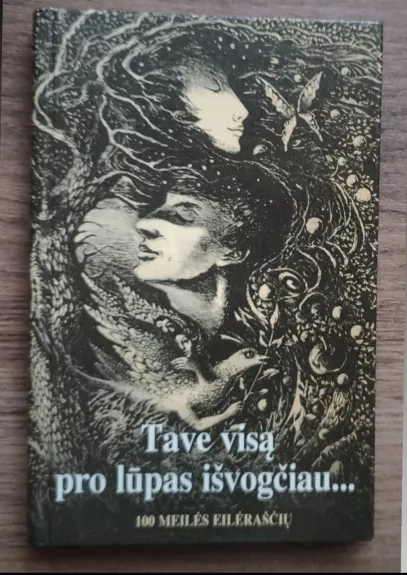 Tave visą
pro lūpas išvogčiau...
100 MEILĖS EILĖRAŠČIŲ